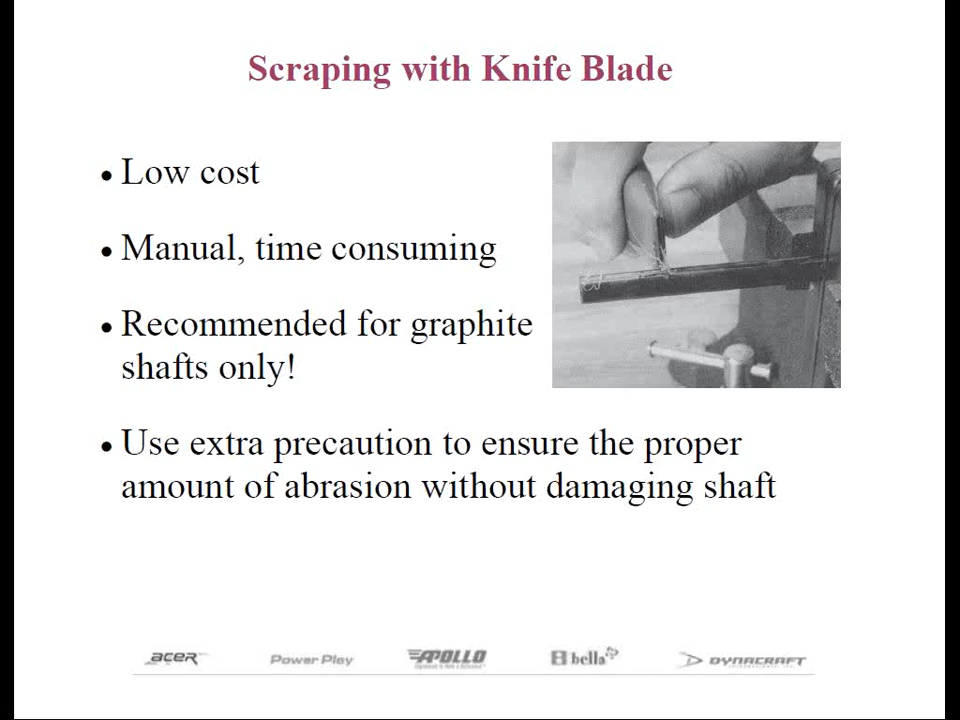 Scraping with Knife Blade
• Low cost
• Manual, time consuming
• Recommended for graphite
shafts only!
• Use extra precaution to ensure the proper
amount of abrasion without damaging shaft
acer Power Play APOLLO bella DYNACRAFT